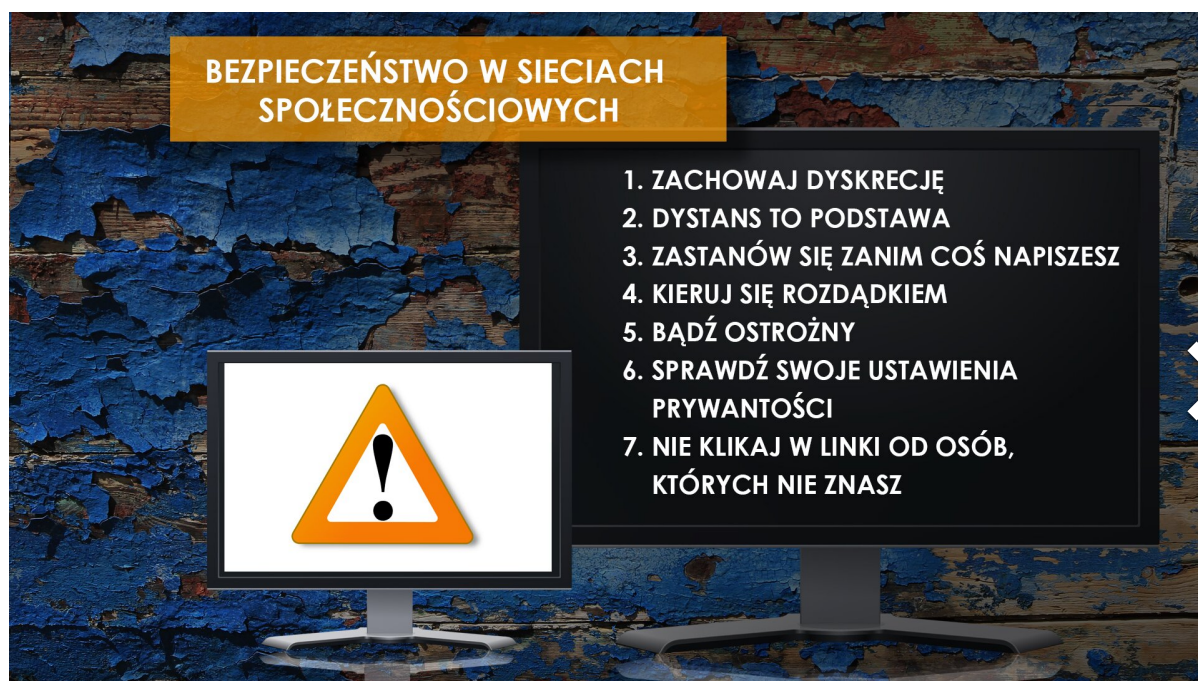 BEZPIECZEŃSTWO W SIECIACH
SPOŁECZNOŚCIOWYCH
1. ZACHOWAJ DYSKRECJĘ
2. DYSTANS TO PODSTAWA
3. ZASTANÓW SIĘ ZANIM COŚ NAPISZESZ
4. KIERUJ SIĘ ROZDĄDKIEM
5. BĄDŹ OSTROŻNY
6. SPRAWDŹ SWOJE USTAWIENIA
PRYWANTOŚCI
7. NIE KLIKAJ W LINKI OD OSÓB,
KTÓRYCH NIE ZNASZ